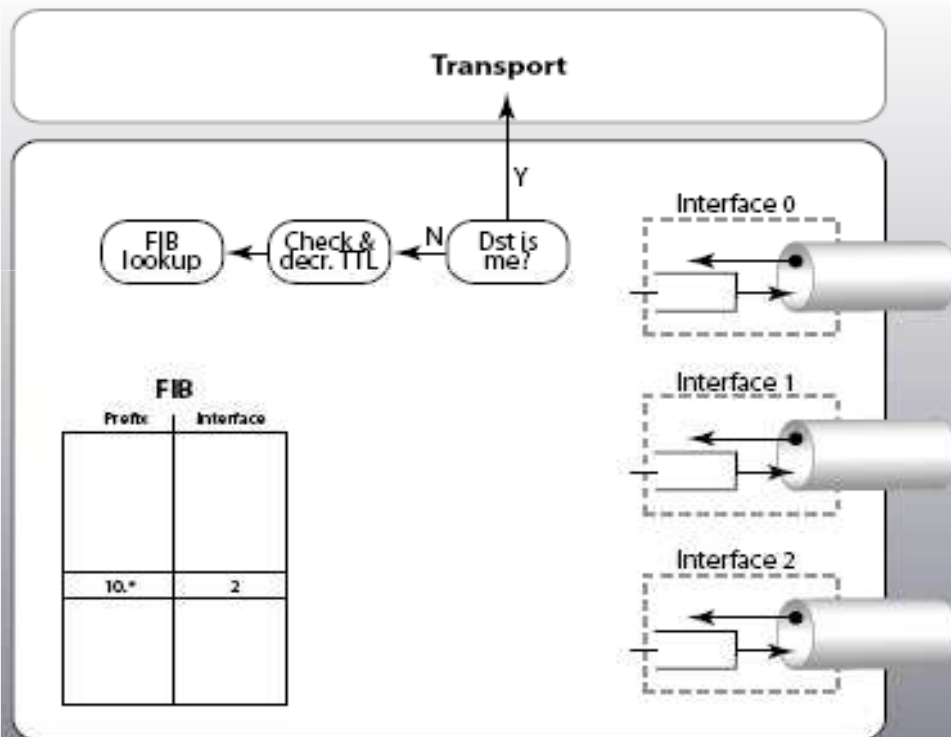 Transport
Y
Interface 0
FIB
lookup
Check &
decr. TTL
N
Dst is
me?
Interface 1
FIB
Prefix Interface
10.* 2
Interface 2